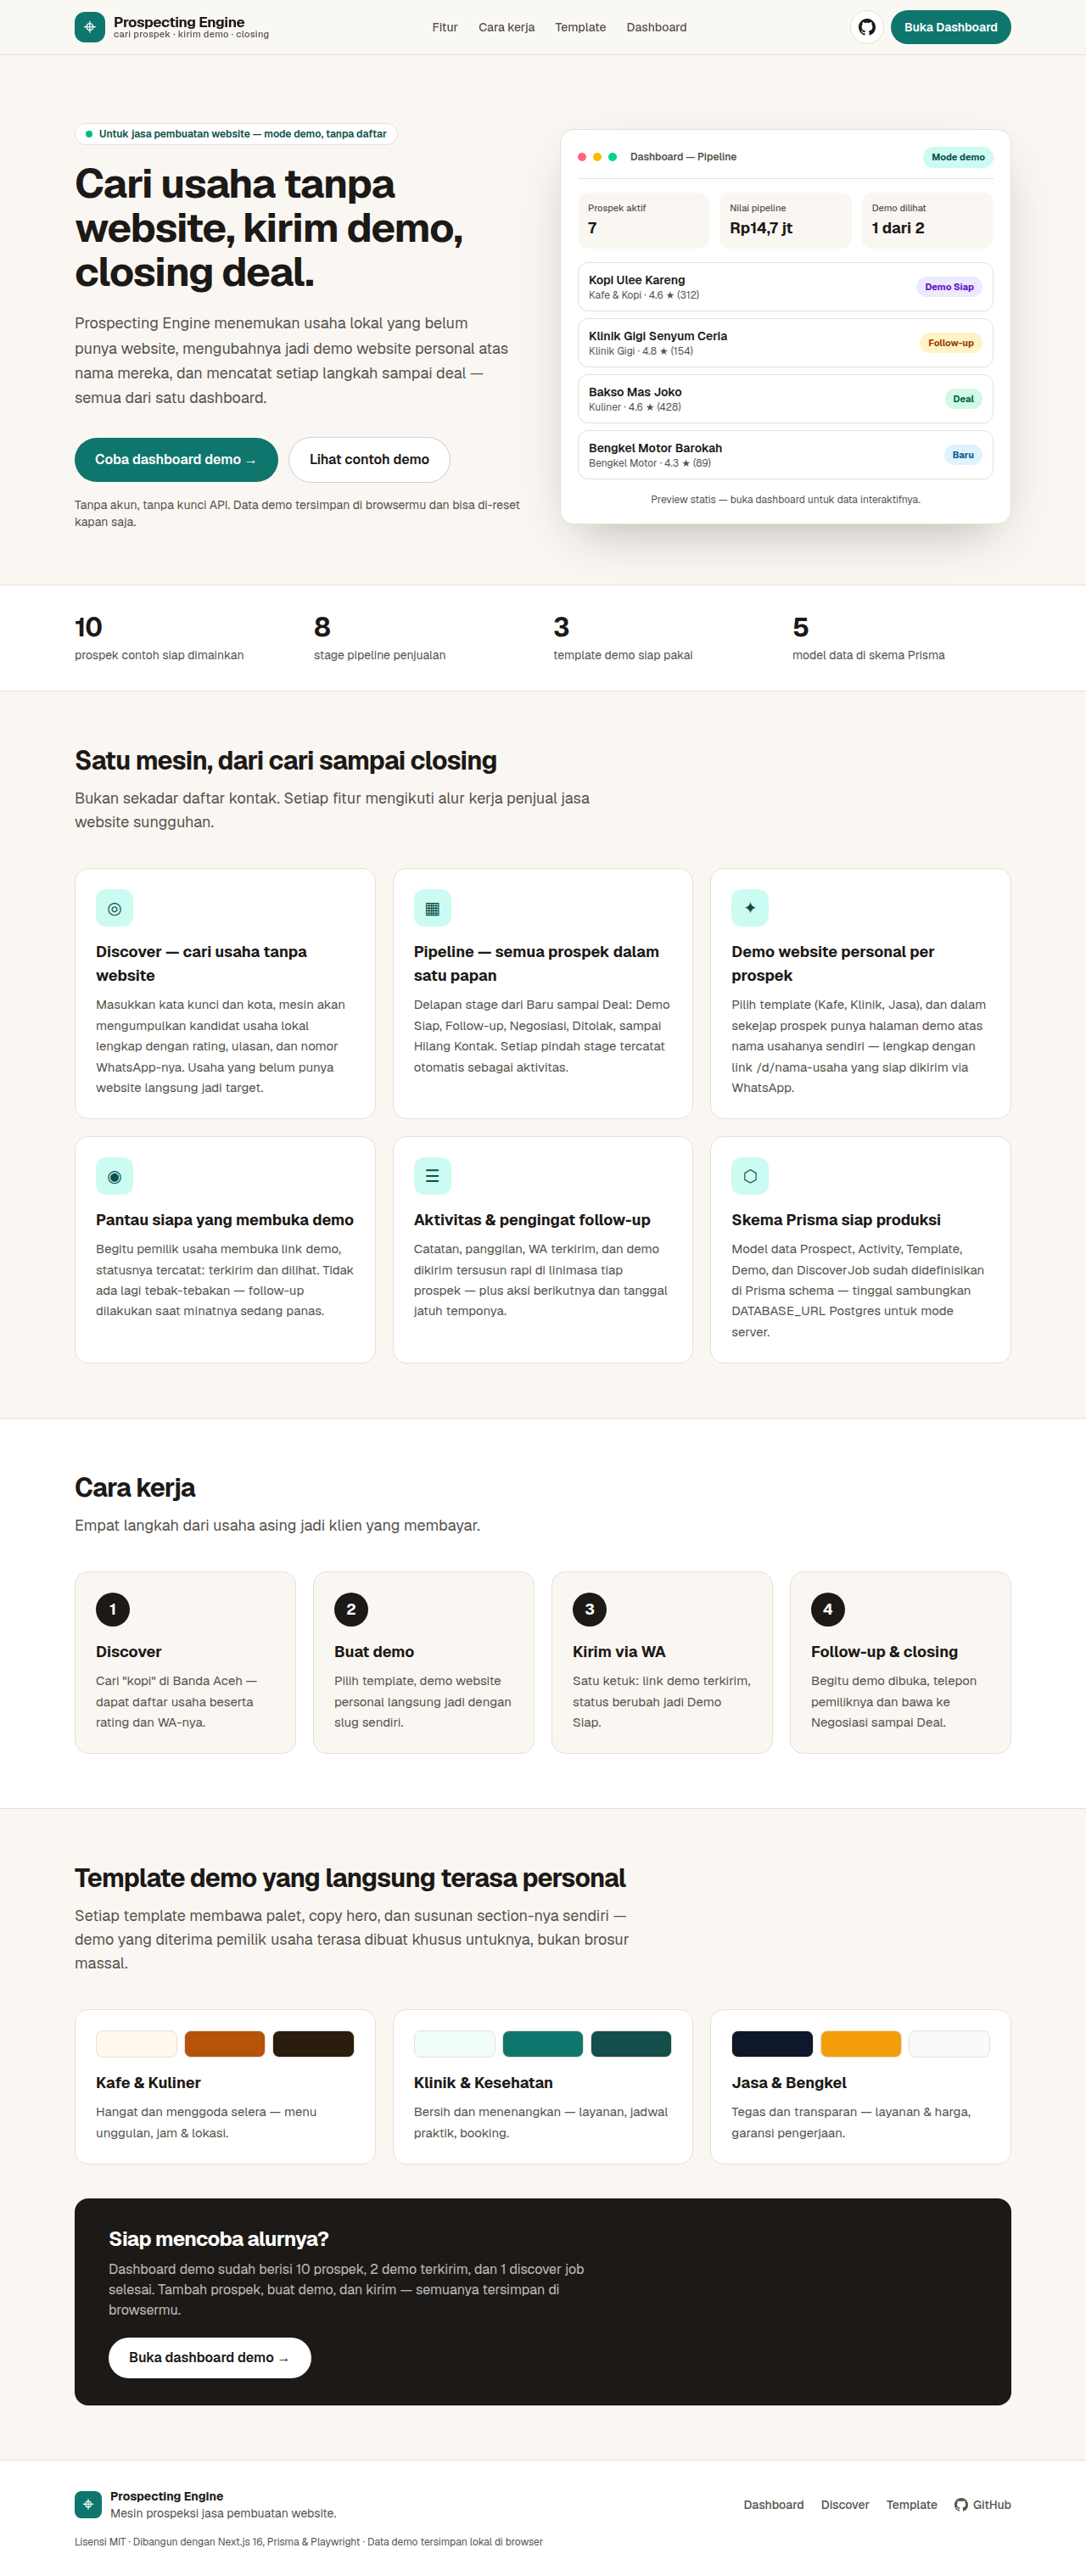 Prospecting Engine
cari prospek · kirim demo · closing
Fitur
Cara kerja
Template
Dashboard
Buka Dashboard
Untuk jasa pembuatan website — mode demo, tanpa daftar
Cari usaha tanpa
website, kirim demo,
closing deal.
Prospecting Engine menemukan usaha lokal yang belum
punya website, mengubahnya jadi demo website personal atas
nama mereka, dan mencatat setiap langkah sampai deal —
semua dari satu dashboard.
Coba dashboard demo →
Lihat contoh demo
Tanpa akun, tanpa kunci API. Data demo tersimpan di browsermu dan bisa di-reset
kapan saja.
Dashboard — Pipeline
Mode demo
Prospek aktif
7
Nilai pipeline
Rp14,7 jt
Demo dilihat
1 dari 2
Kopi Ulee Kareng
Kafe & Kopi · 4.6 ★ (312)
Demo Siap
Klinik Gigi Senyum Ceria
Klinik Gigi · 4.8 ★ (154)
Follow-up
Bakso Mas Joko
Kuliner · 4.6 ★ (428)
Deal
Bengkel Motor Barokah
Bengkel Motor · 4.3 ★ (89)
Baru
Preview statis — buka dashboard untuk data interaktifnya.
10
prospek contoh siap dimainkan
8
stage pipeline penjualan
3
template demo siap pakai
5
model data di skema Prisma
Satu mesin, dari cari sampai closing
Bukan sekadar daftar kontak. Setiap fitur mengikuti alur kerja penjual jasa
website sungguhan.
Discover — cari usaha tanpa
website
Masukkan kata kunci dan kota, mesin akan
mengumpulkan kandidat usaha lokal
lengkap dengan rating, ulasan, dan nomor
WhatsApp-nya. Usaha yang belum punya
website langsung jadi target.
Pipeline — semua prospek dalam
satu papan
Delapan stage dari Baru sampai Deal: Demo
Siap, Follow-up, Negosiasi, Ditolak, sampai
Hilang Kontak. Setiap pindah stage tercatat
otomatis sebagai aktivitas.
Demo website personal per
prospek
Pilih template (Kafe, Klinik, Jasa), dan dalam
sekejap prospek punya halaman demo atas
nama usahanya sendiri — lengkap dengan
link /d/nama-usaha yang siap dikirim via
WhatsApp.
Pantau siapa yang membuka demo
Begitu pemilik usaha membuka link demo,
statusnya tercatat: terkirim dan dilihat. Tidak
ada lagi tebak-tebakan — follow-up
dilakukan saat minatnya sedang panas.
Aktivitas & pengingat follow-up
Catatan, panggilan, WA terkirim, dan demo
dikirim tersusun rapi di linimasa tiap
prospek — plus aksi berikutnya dan tanggal
jatuh temponya.
Skema Prisma siap produksi
Model data Prospect, Activity, Template,
Demo, dan DiscoverJob sudah didefinisikan
di Prisma schema — tinggal sambungkan
DATABASE_URL Postgres untuk mode
server.
Cara kerja
Empat langkah dari usaha asing jadi klien yang membayar.
1
Discover
Cari "kopi" di Banda Aceh —
dapat daftar usaha beserta
rating dan WA-nya.
2
Buat demo
Pilih template, demo website
personal langsung jadi dengan
slug sendiri.
3
Kirim via WA
Satu ketuk: link demo terkirim,
status berubah jadi Demo
Siap.
4
Follow-up & closing
Begitu demo dibuka, telepon
pemiliknya dan bawa ke
Negosiasi sampai Deal.
Template demo yang langsung terasa personal
Setiap template membawa palet, copy hero, dan susunan section-nya sendiri —
demo yang diterima pemilik usaha terasa dibuat khusus untuknya, bukan brosur
massal.
Kafe & Kuliner
Hangat dan menggoda selera — menu
unggulan, jam & lokasi.
Klinik & Kesehatan
Bersih dan menenangkan — layanan, jadwal
praktik, booking.
Jasa & Bengkel
Tegas dan transparan — layanan & harga,
garansi pengerjaan.
Siap mencoba alurnya?
Dashboard demo sudah berisi 10 prospek, 2 demo terkirim, dan 1 discover job
selesai. Tambah prospek, buat demo, dan kirim — semuanya tersimpan di
browsermu.
Buka dashboard demo →
Prospecting Engine
Mesin prospeksi jasa pembuatan website.
Dashboard
Discover
Template
GitHub
Lisensi MIT · Dibangun dengan Next.js 16, Prisma & Playwright · Data demo tersimpan lokal di browser